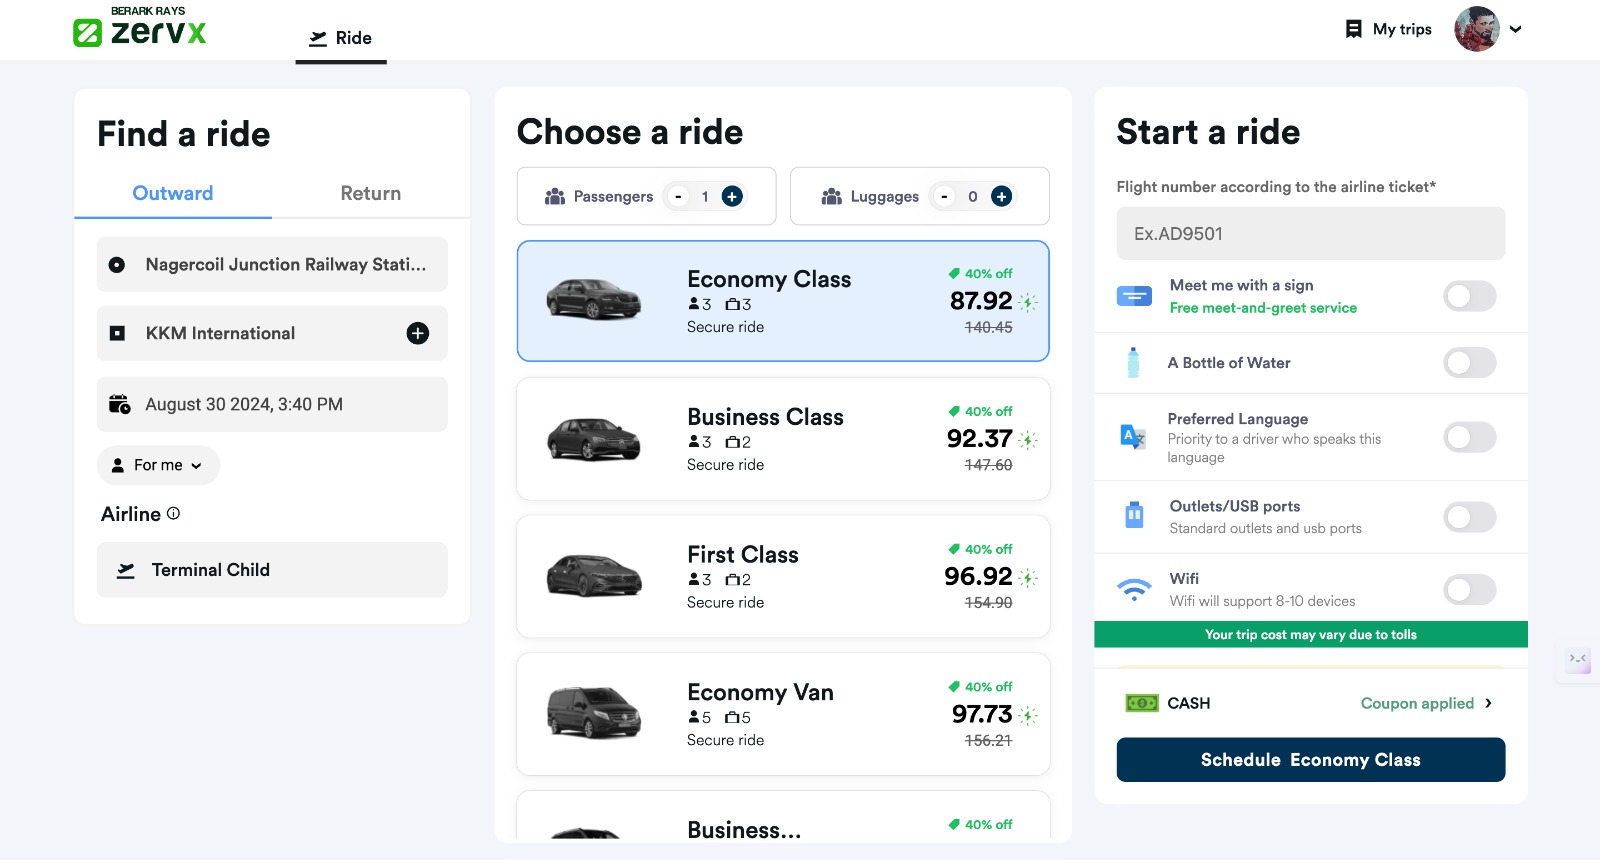 BERARK RAYS
zervx
Ride
My trips
Find a ride
Outward
Return
Nagercoil Junction Railway Stati...
KKM International
August 30 2024, 3:40 PM
For me
Airline
Terminal Child
Choose a ride
Passengers - 1 +
Luggages - 0 +
Economy Class
40% off
3 3
87.92
Secure ride
140.45
Business Class
40% off
3 2
92.37
Secure ride
147.60
First Class
40% off
3 2
96.92
Secure ride
154.90
Economy Van
40% off
5 5
97.73
Secure ride
156.21
Business...
40% off
Start a ride
Flight number according to the airline ticket*
Ex.AD9501
Meet me with a sign
Free meet-and-greet service
A Bottle of Water
Preferred Language
Priority to a driver who speaks this
language
Outlets/USB ports
Standard outlets and usb ports
Wifi
Wifi will support 8-10 devices
Your trip cost may vary due to tolls
CASH
Coupon applied
Schedule Economy Class